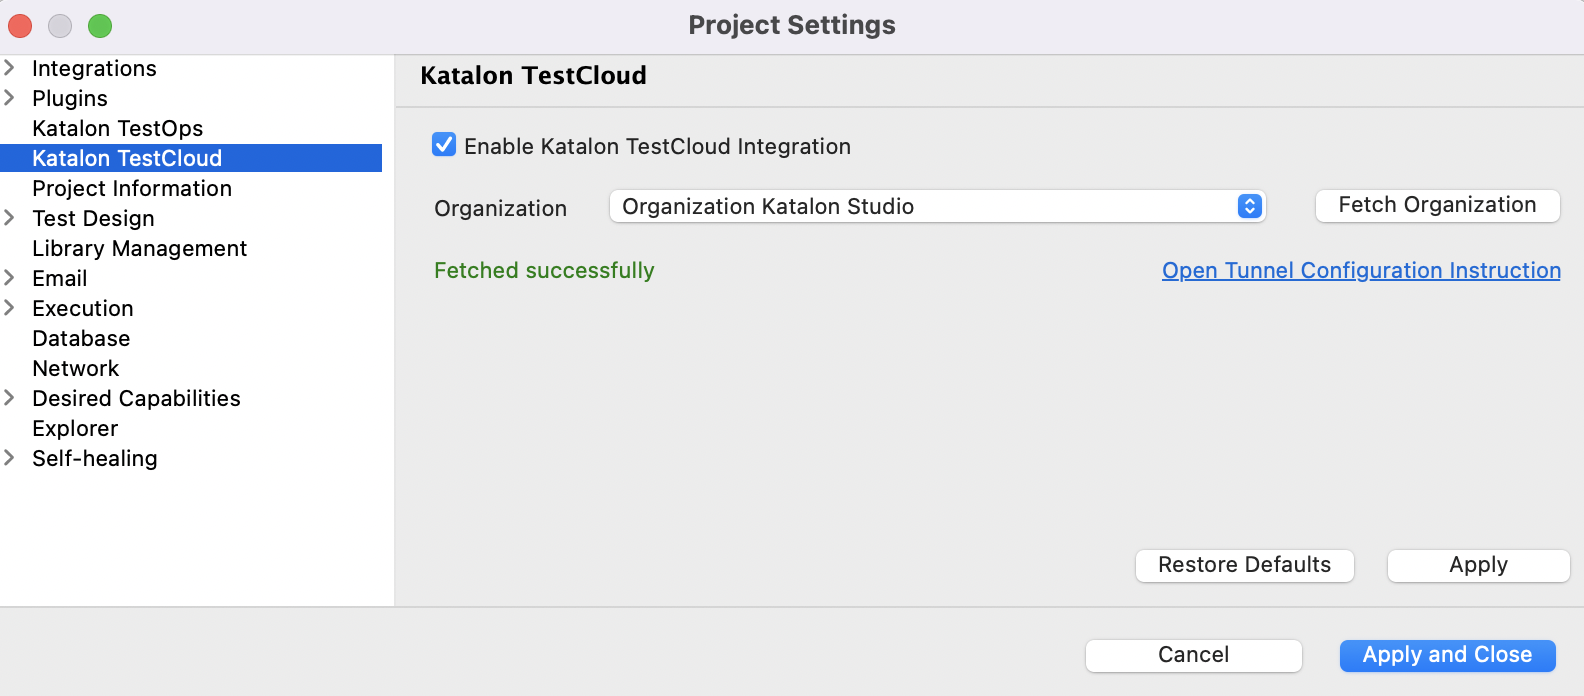 Project Settings
Integrations
Plugins
Katalon TestOps
Katalon TestCloud
Project Information
Test Design
Library Management
Email
Execution
Database
Network
Desired Capabilities
Explorer
Self-healing
Katalon TestCloud
Enable Katalon TestCloud Integration
Organization Organization Katalon Studio Fetch Organization
Fetched successfully Open Tunnel Configuration Instruction
Restore Defaults Apply
Cancel Apply and Close